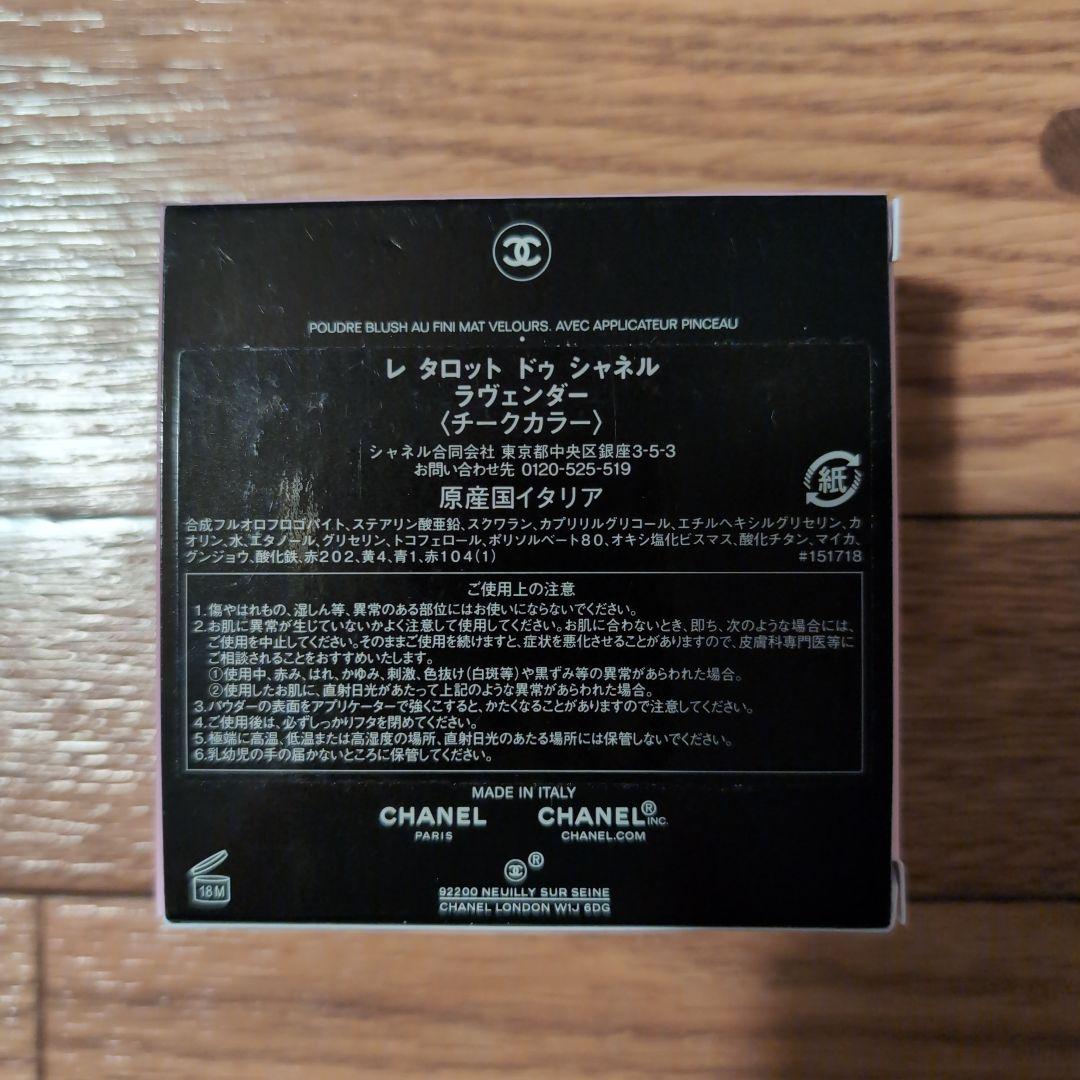 POUDRE BLUSH AU FINI MAT VELOURS. AVEC APPLICATEUR PINCEAU
レ タロット ドゥ シャネル
ラヴェンダー
〈チークカラー〉
シャネル合同会社 東京都中央区銀座3-5-3
お問い合わせ先 0120-525-519
原産国イタリア
紙
合成フルオロフロゴパイト、ステアリン酸亜鉛、スクワラン、カプリリルグリコール、エチルヘキシルグリセリン、カ
オリン、水、エタノール、グリセリン、トコフェロール、ポリソルベート80、オキシ塩化ビスマス、酸化チタン、マイカ、
グンジョウ、酸化鉄、赤202、黄4、青1、赤104(1) #151718
ご使用上の注意
1.傷やはれもの、湿しん等、異常のある部位にはお使いにならないでください。
2.お肌に異常が生じていないかよく注意して使用してください。お肌に合わないとき、即ち、次のような場合には、
ご使用を中止してください。そのままご使用を続けますと、症状を悪化させることがありますので、皮膚科専門医等に
ご相談されることをおすすめいたします。
①使用中、赤み、はれ、かゆみ、刺激、色抜け(白斑等)や黒ずみ等の異常があらわれた場合。
②使用したお肌に、直射日光があたって上記のような異常があらわれた場合。
3.パウダーの表面をアプリケーターで強くこすると、かたくなることがありますので注意してください。
4.ご使用後は、必ずしっかりフタを閉めてください。
5.極端に高温、低温または高湿度の場所、直射日光のあたる場所には保管しないでください。
6.乳幼児の手の届かないところに保管してください。
MADE IN ITALY
CHANEL CHANEL® INC.
PARIS CHANEL.COM
18M
®
92200 NEUILLY SUR SEINE
CHANEL LONDON W1J 6DG